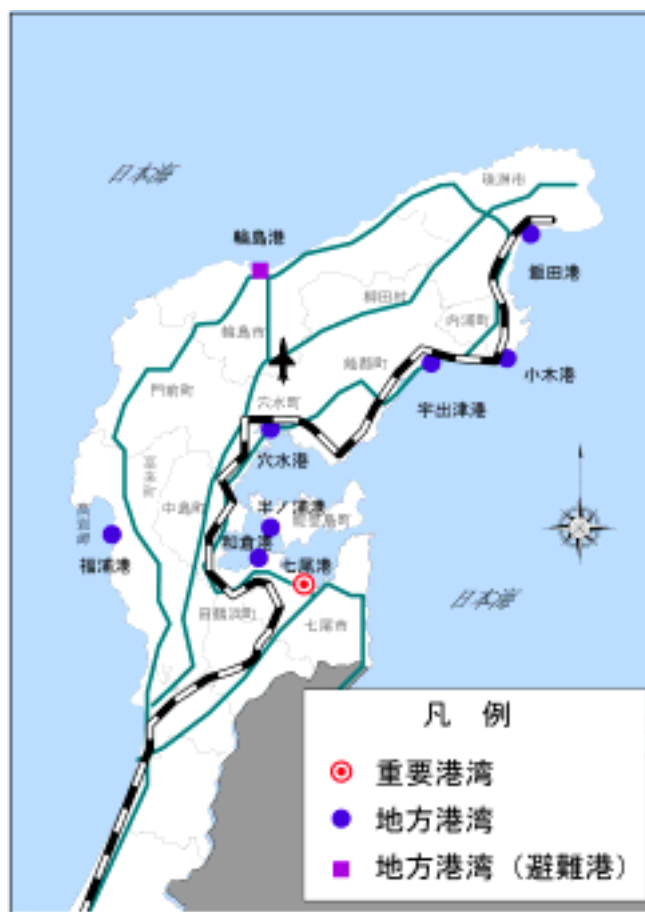 日本海
珠洲市
輪島港
飯田港
柳田村
内浦町
輪島市
能都町
小木港
門前町
宇出津港
穴水町
穴水港
富来町
中島町
半ノ浦港
能登島町
和倉港
福浦港
七尾港
日本海
田鶴浜町
七尾市
凡 例
重要港湾
地方港湾
地方港湾(避難港)